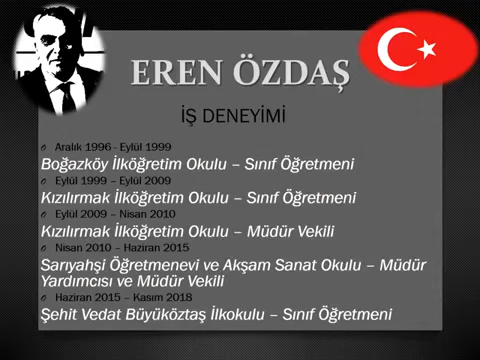 EREN ÖZDAŞ
İŞ DENEYİMİ
Aralık 1996 - Eylül 1999
Boğazköy İlköğretim Okulu – Sınıf Öğretmeni
Eylül 1999 – Eylül 2009
Kızılırmak İlköğretim Okulu – Sınıf Öğretmeni
Eylül 2009 – Nisan 2010
Kızılırmak İlköğretim Okulu – Müdür Vekili
Nisan 2010 – Haziran 2015
Sarıyahşi Öğretmenevi ve Akşam Sanat Okulu – Müdür
Yardımcısı ve Müdür Vekili
Haziran 2015 – Kasım 2018
Şehit Vedat Büyüköztaş İlkokulu – Sınıf Öğretmeni